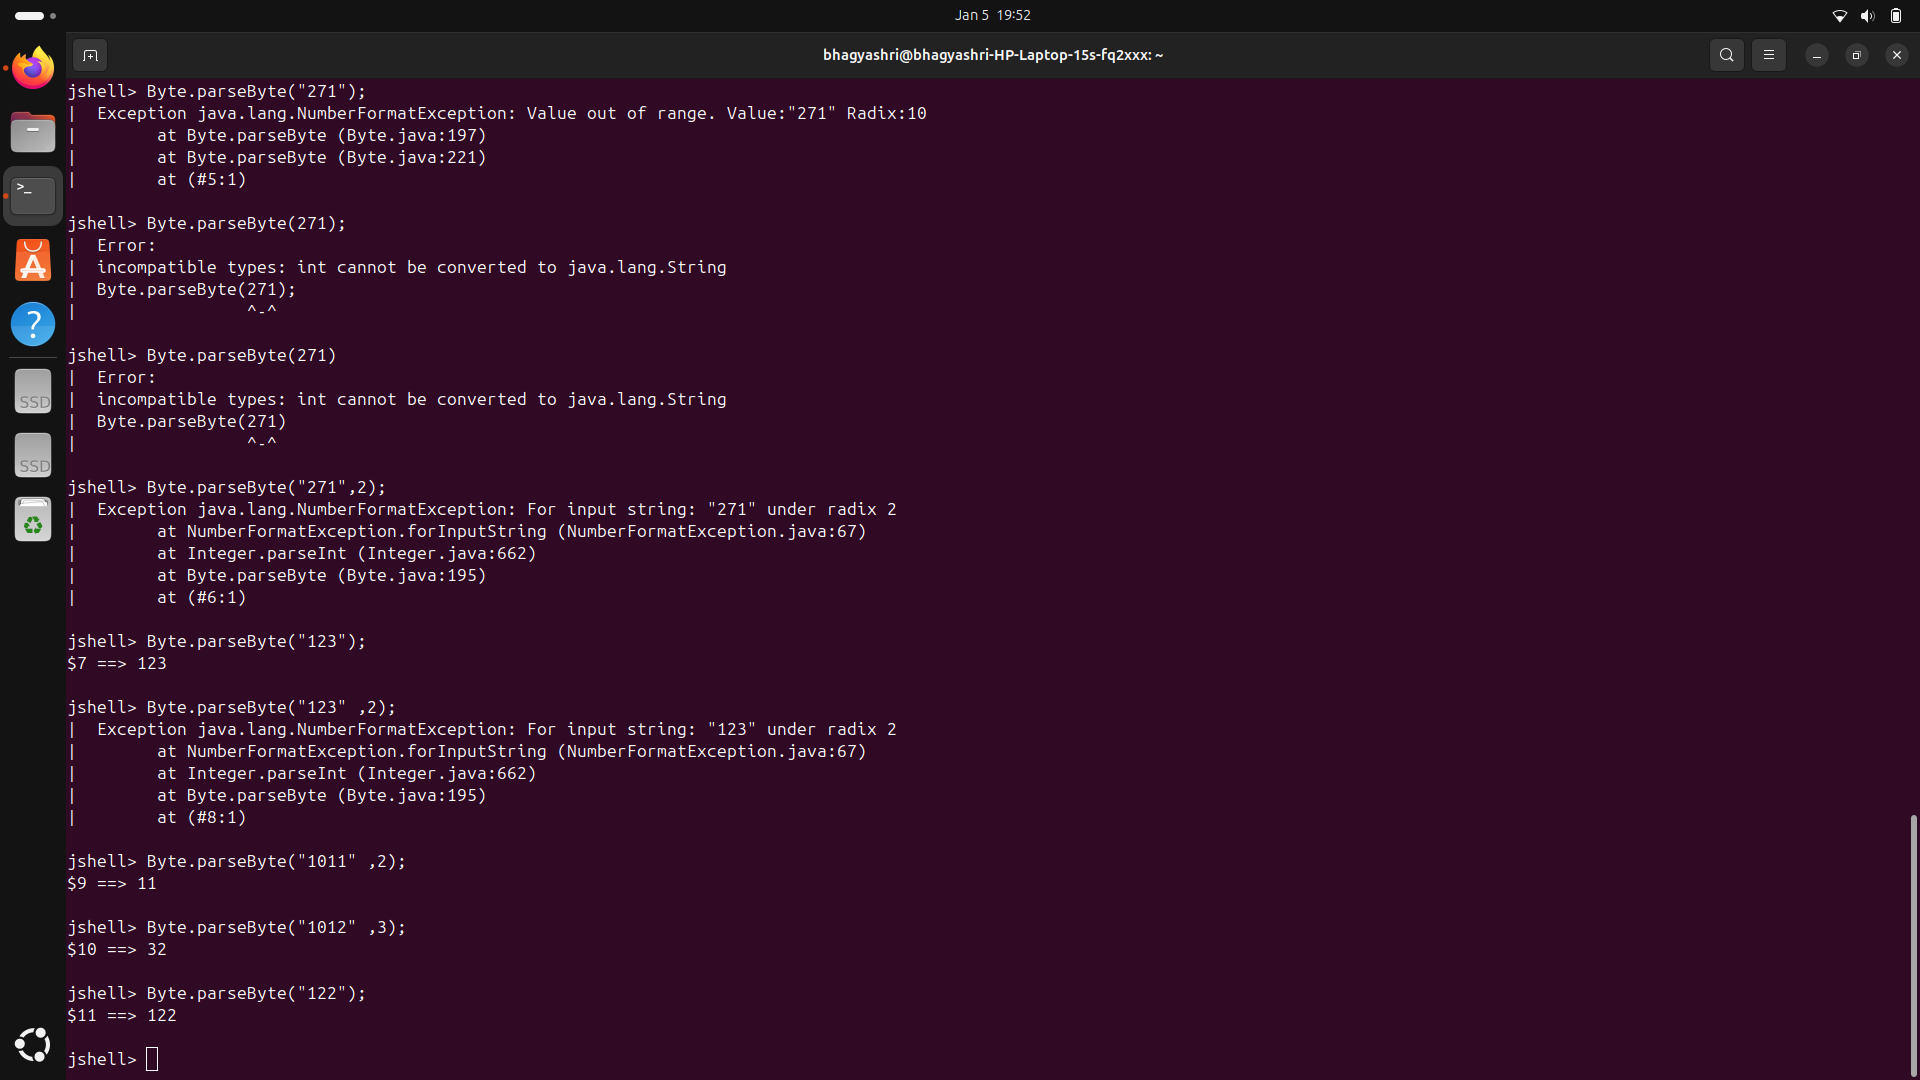 Jan 5 19:52
bhagyashri@bhagyashri-HP-Laptop-15s-fq2xxx: ~
jshell> Byte.parseByte("271");
|  Exception java.lang.NumberFormatException: Value out of range. Value:"271" Radix:10
|        at Byte.parseByte (Byte.java:197)
|        at Byte.parseByte (Byte.java:221)
|        at (#5:1)
jshell> Byte.parseByte(271);
|  Error:
|  incompatible types: int cannot be converted to java.lang.String
|  Byte.parseByte(271);
|                 ^-^
jshell> Byte.parseByte(271)
|  Error:
|  incompatible types: int cannot be converted to java.lang.String
|  Byte.parseByte(271)
|                 ^-^
jshell> Byte.parseByte("271",2);
|  Exception java.lang.NumberFormatException: For input string: "271" under radix 2
|        at NumberFormatException.forInputString (NumberFormatException.java:67)
|        at Integer.parseInt (Integer.java:662)
|        at Byte.parseByte (Byte.java:195)
|        at (#6:1)
jshell> Byte.parseByte("123");
$7 ==> 123
jshell> Byte.parseByte("123" ,2);
|  Exception java.lang.NumberFormatException: For input string: "123" under radix 2
|        at NumberFormatException.forInputString (NumberFormatException.java:67)
|        at Integer.parseInt (Integer.java:662)
|        at Byte.parseByte (Byte.java:195)
|        at (#8:1)
jshell> Byte.parseByte("1011" ,2);
$9 ==> 11
jshell> Byte.parseByte("1012" ,3);
$10 ==> 32
jshell> Byte.parseByte("122");
$11 ==> 122
jshell>
>_
?
SSD
SSD